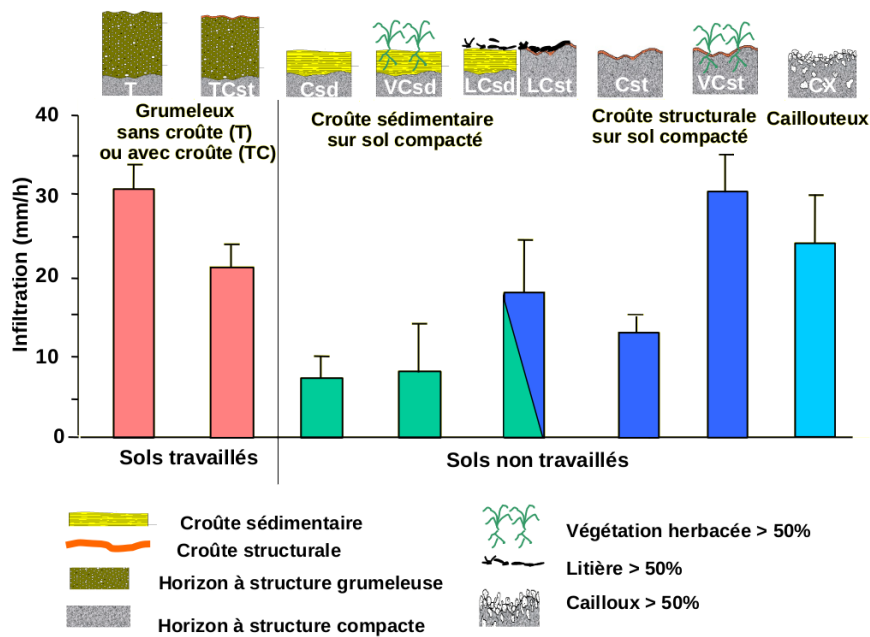 T
TCst
Csd
VCsd
LCsd
LCst
Cst
VCst
CX
Grumeleux
sans croûte (T)
ou avec croûte (TC)
Croûte sédimentaire
sur sol compacté
Croûte structurale
sur sol compacté
Caillouteux
Infiltration (mm/h)
40
30
20
10
0
Sols travaillés
Sols non travaillés
Croûte sédimentaire
Croûte structurale
Horizon à structure grumeleuse
Horizon à structure compacte
Végétation herbacée > 50%
Litière > 50%
Cailloux > 50%